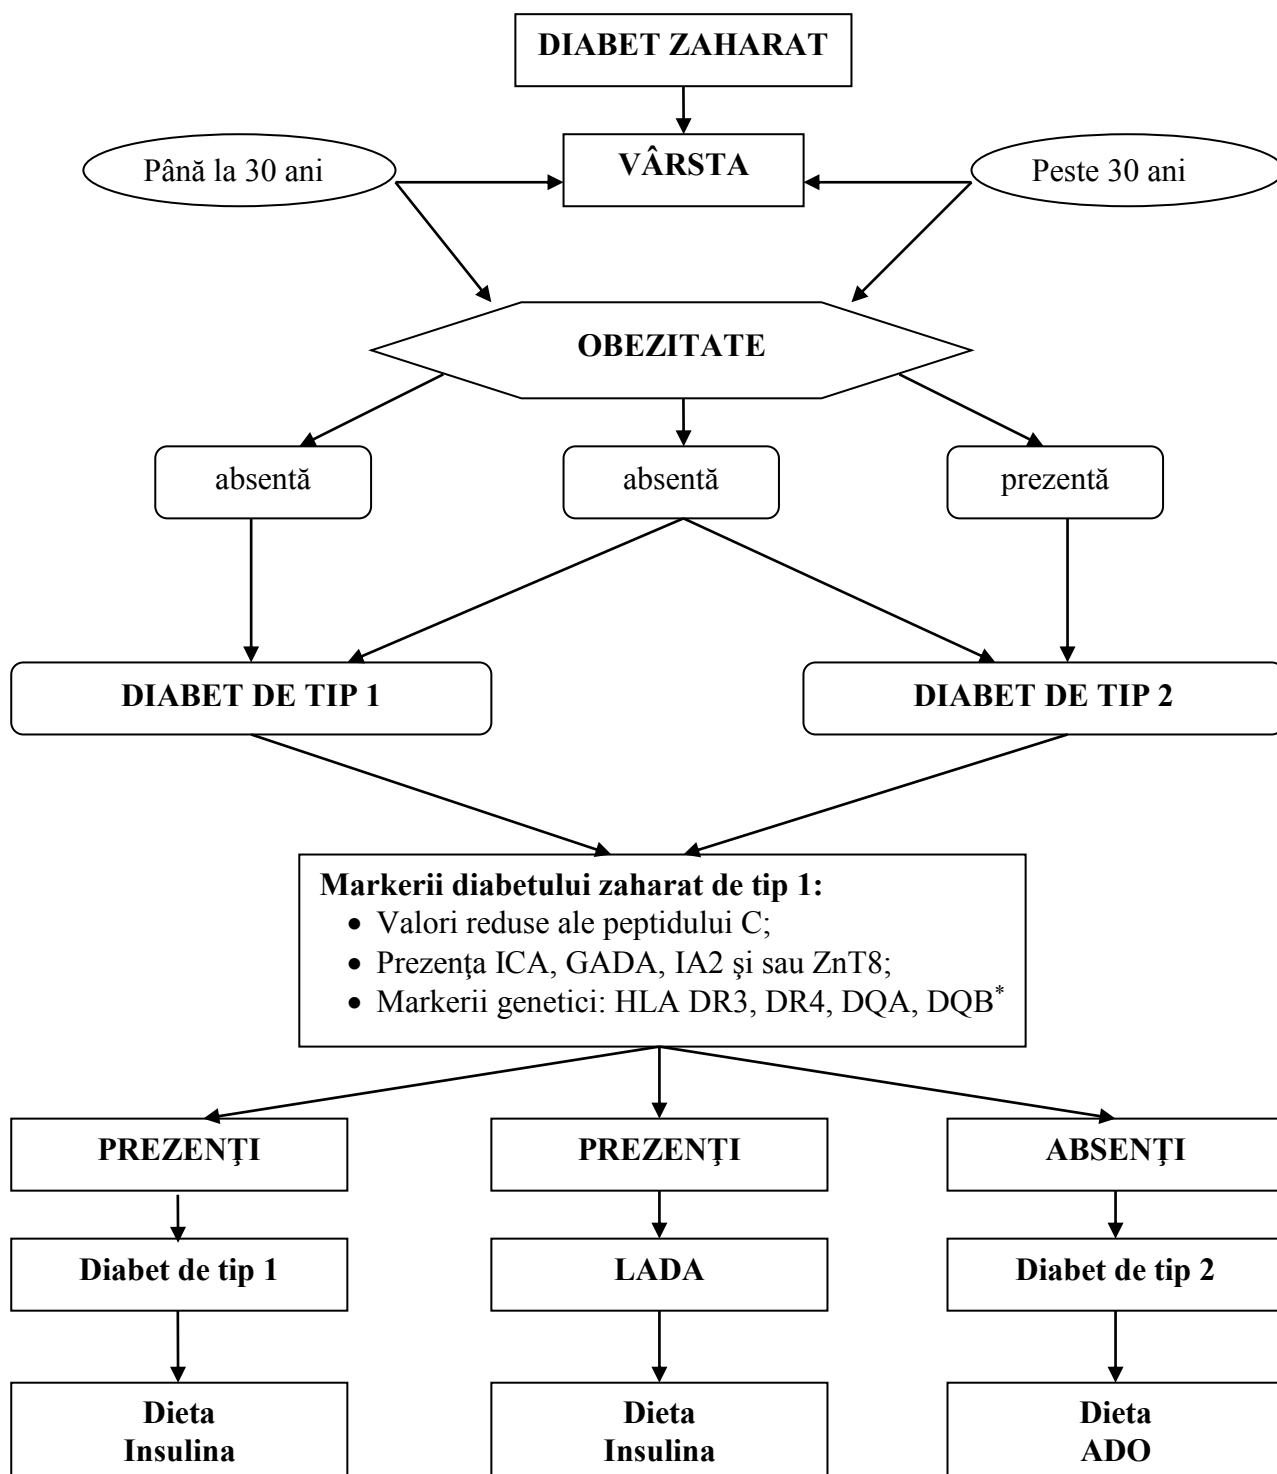 DIABET ZAHARAT
VÂRSTA
Până la 30 ani
Peste 30 ani
OBEZITATE
absentă
absentă
prezentă
DIABET DE TIP 1
DIABET DE TIP 2
Markerii diabetului zaharat de tip 1:
• Valori reduse ale peptidului C;
• Prezenţa ICA, GADA, IA2 şi sau ZnT8;
• Markerii genetici: HLA DR3, DR4, DQA, DQB*
PREZENŢI
PREZENŢI
ABSENŢI
Diabet de tip 1
LADA
Diabet de tip 2
Dieta
Insulina
Dieta
Insulina
Dieta
ADO